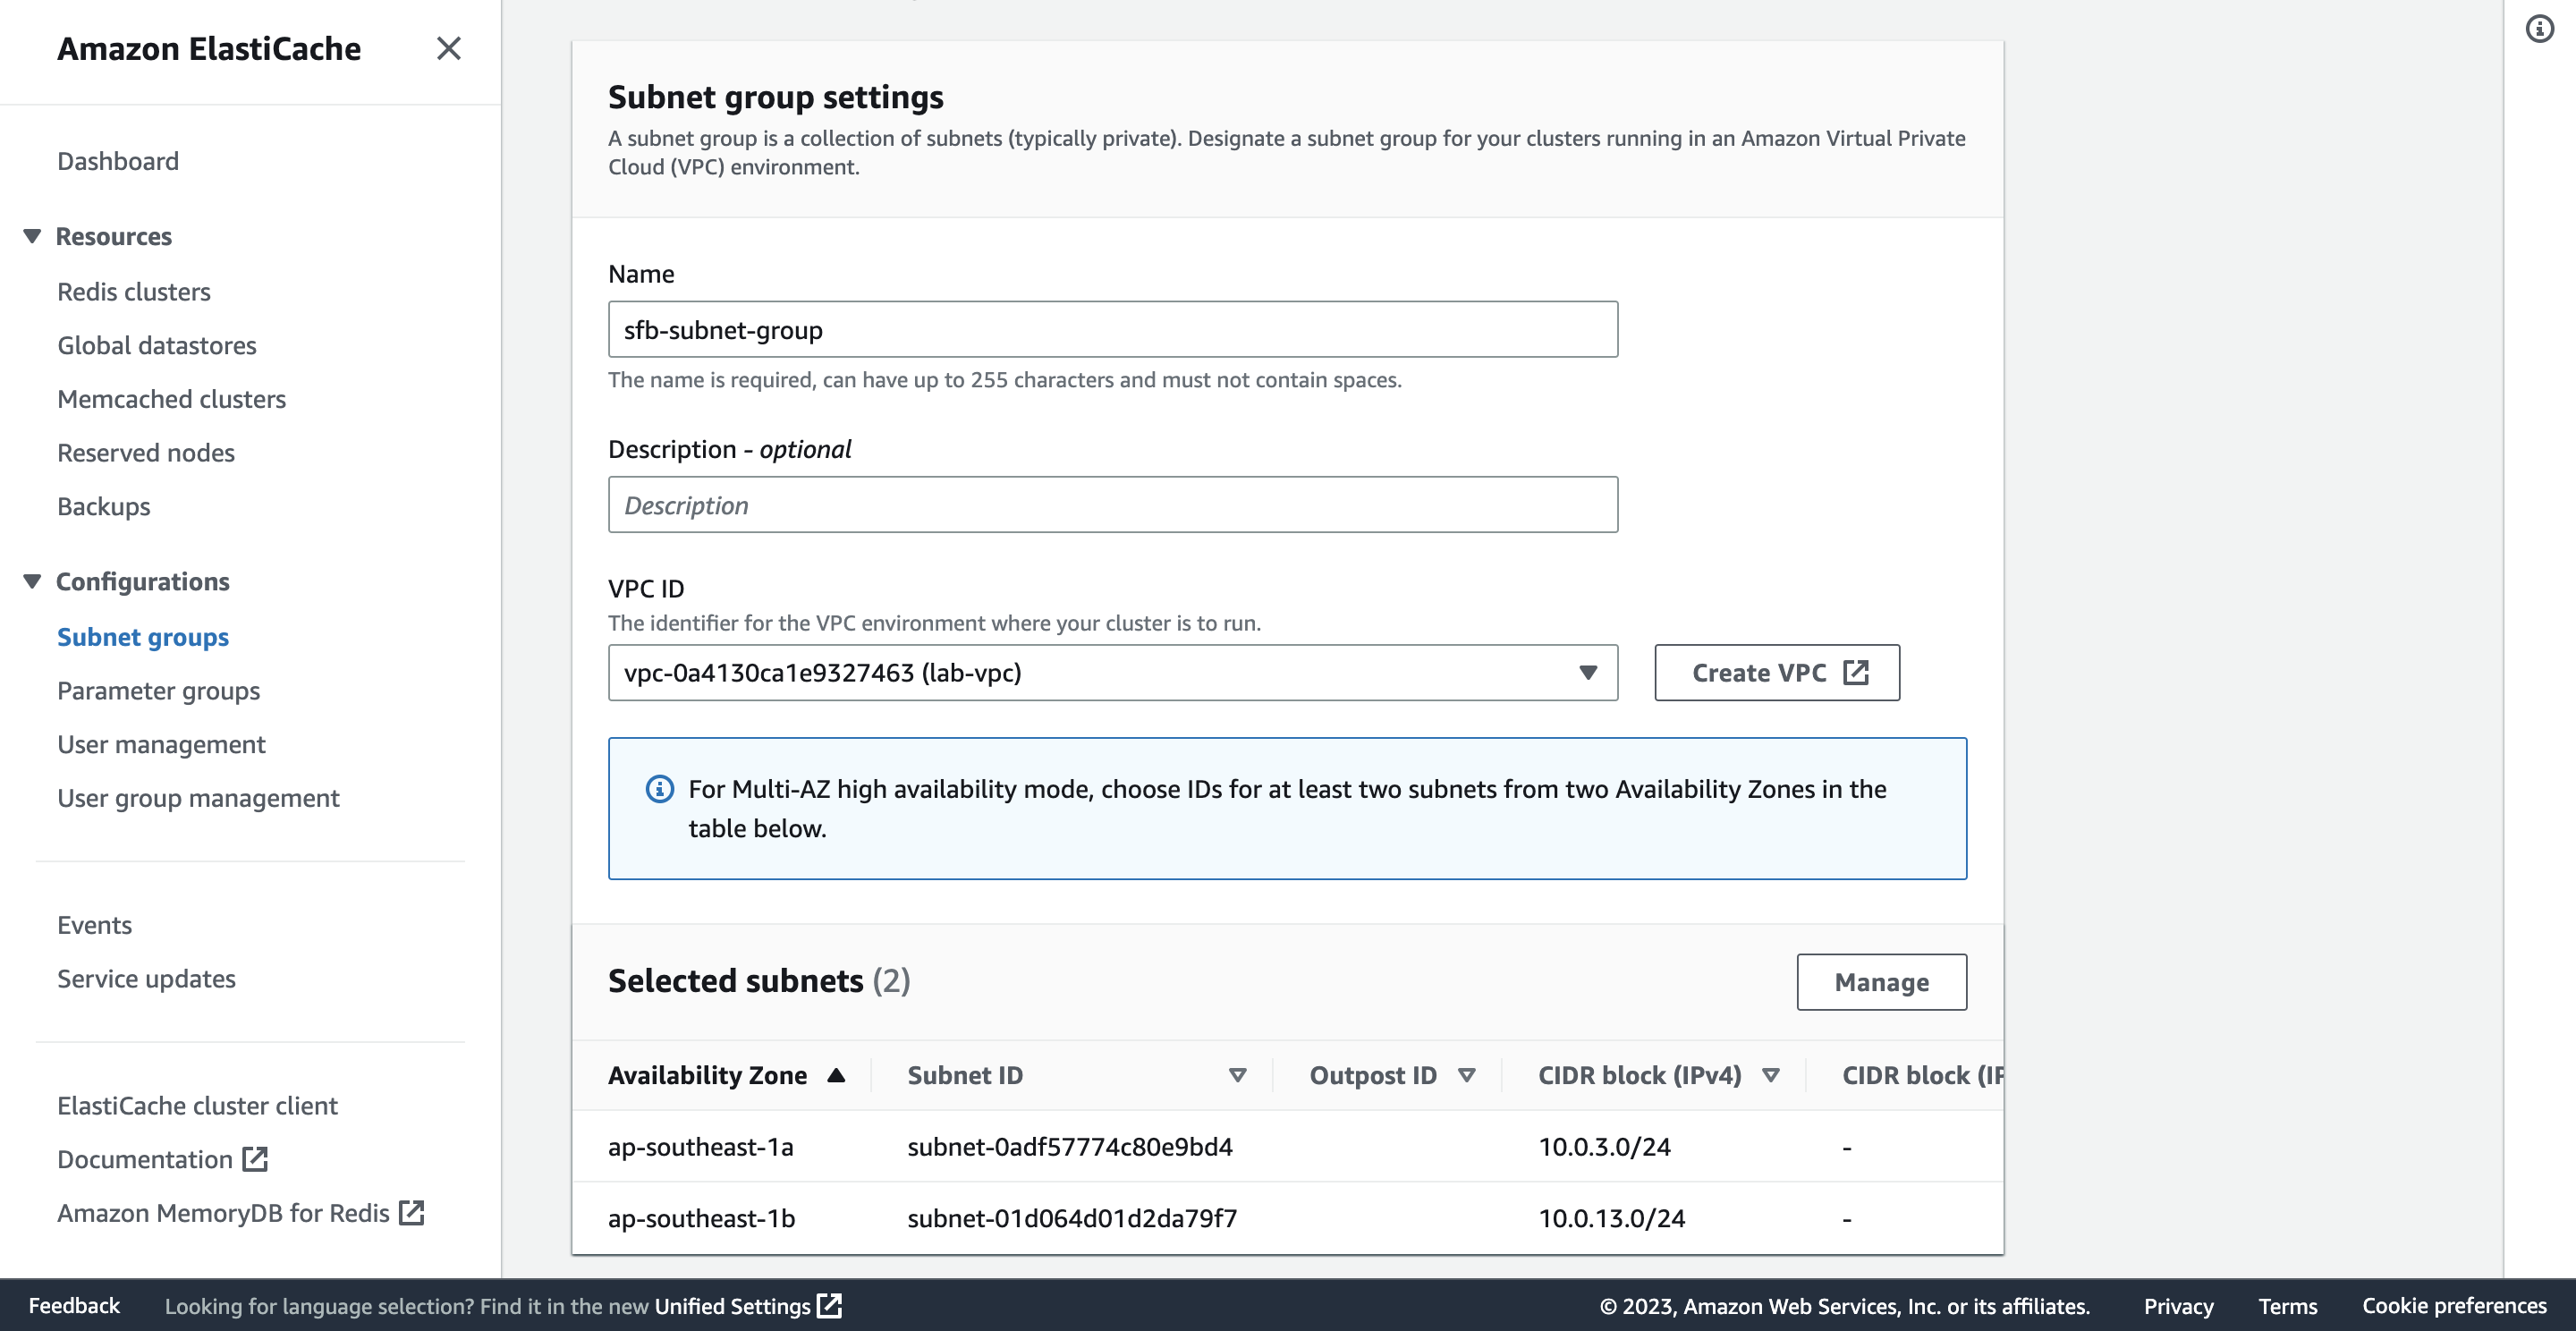 Amazon ElastiCache
Dashboard
Resources
Redis clusters
Global datastores
Memcached clusters
Reserved nodes
Backups
Configurations
Subnet groups
Parameter groups
User management
User group management
Events
Service updates
ElastiCache cluster client
Documentation
Amazon MemoryDB for Redis
Subnet group settings
A subnet group is a collection of subnets (typically private). Designate a subnet group for your clusters running in an Amazon Virtual Private
Cloud (VPC) environment.
Name
sfb-subnet-group
The name is required, can have up to 255 characters and must not contain spaces.
Description - optional
Description
VPC ID
The identifier for the VPC environment where your cluster is to run.
vpc-0a4130ca1e9327463 (lab-vpc)
Create VPC
For Multi-AZ high availability mode, choose IDs for at least two subnets from two Availability Zones in the
table below.
Selected subnets (2)
Manage
Availability Zone Subnet ID Outpost ID CIDR block (IPv4) CIDR block (IP
ap-southeast-1a subnet-0adf57774c80e9bd4 10.0.3.0/24 -
ap-southeast-1b subnet-01d064d01d2da79f7 10.0.13.0/24 -
Feedback Looking for language selection? Find it in the new Unified Settings © 2023, Amazon Web Services, Inc. or its affiliates. Privacy Terms Cookie preferences